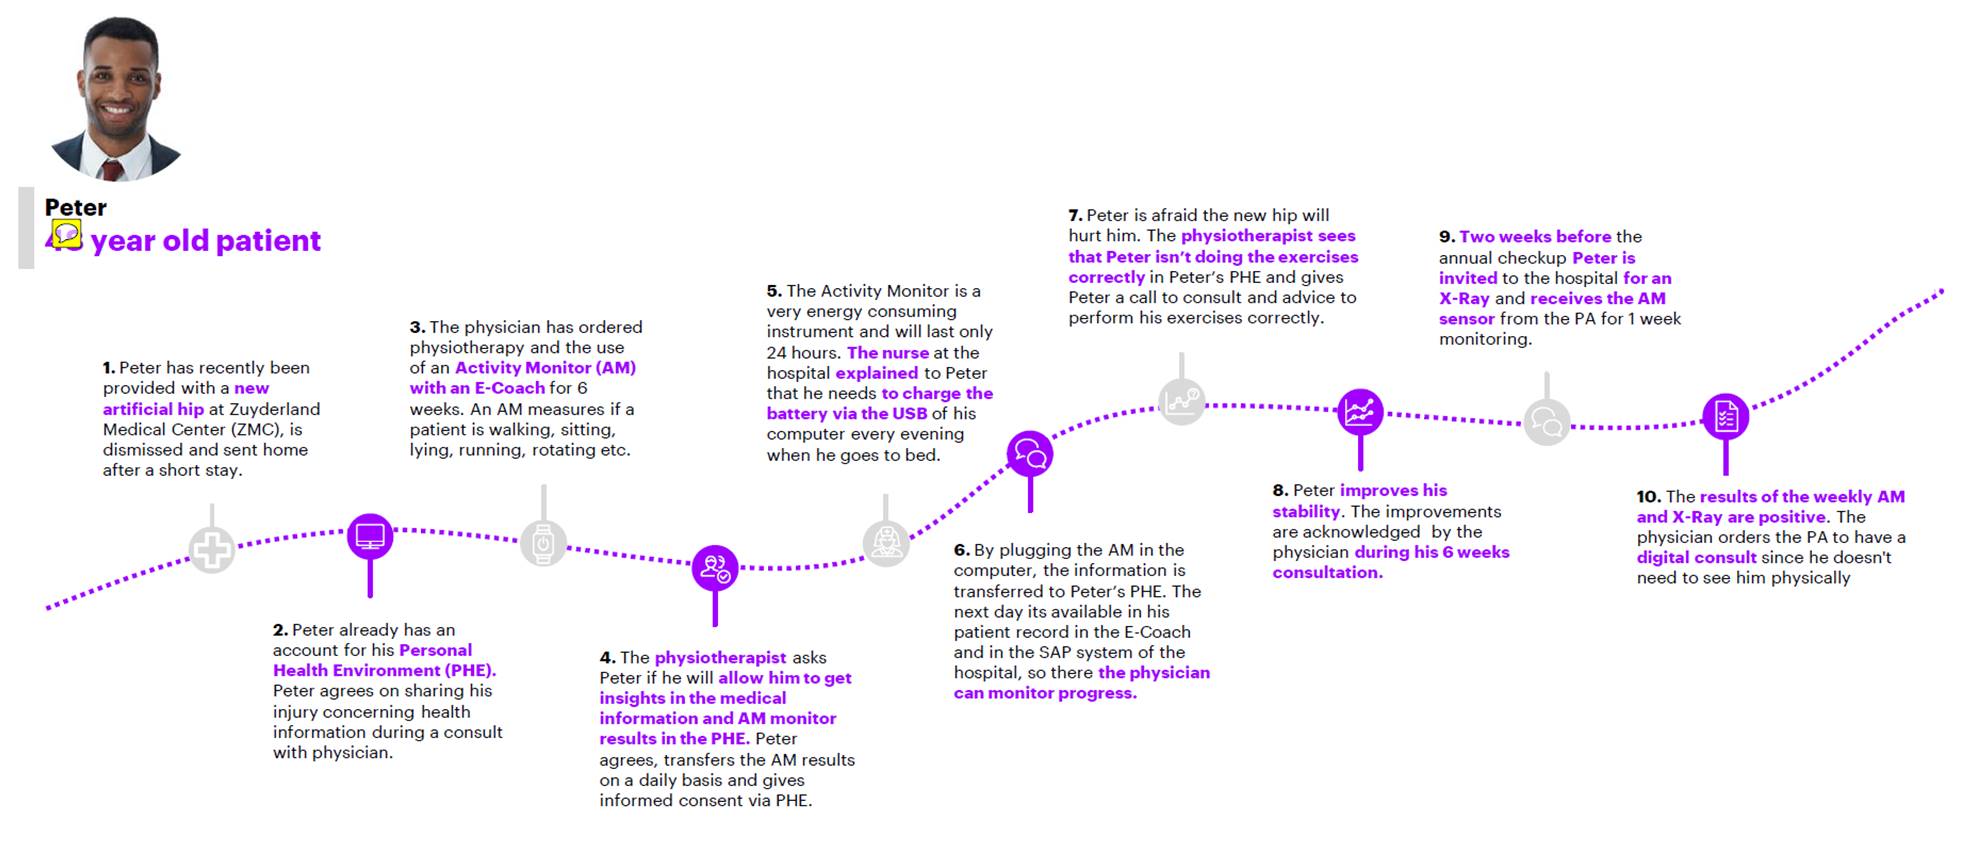 Peter
year old patient
1. Peter has recently been
provided with a new
artificial hip at Zuyderland
Medical Center (ZMC), is
dismissed and sent home
after a short stay.
2. Peter already has an
account for his Personal
Health Environment (PHE).
Peter agrees on sharing his
injury concerning health
information during a consult
with physician.
3. The physician has ordered
physiotherapy and the use
of an Activity Monitor (AM)
with an E-Coach for 6
weeks. An AM measures if a
patient is walking, sitting,
lying, running, rotating etc.
4. The physiotherapist asks
Peter if he will allow him to get
insights in the medical
information and AM monitor
results in the PHE. Peter
agrees, transfers the AM results
on a daily basis and gives
informed consent via PHE.
5. The Activity Monitor is a
very energy consuming
instrument and will last only
24 hours. The nurse at the
hospital explained to Peter
that he needs to charge the
battery via the USB of his
computer every evening
when he goes to bed.
6. By plugging the AM in the
computer, the information is
transferred to Peter's PHE. The
next day its available in his
patient record in the E-Coach
and in the SAP system of the
hospital, so there the physician
can monitor progress.
7. Peter is afraid the new hip will
hurt him. The physiotherapist sees
that Peter isn't doing the exercises
correctly in Peter's PHE and gives
Peter a call to consult and advice to
perform his exercises correctly.
8. Peter improves his
stability. The improvements
are acknowledged by the
physician during his 6 weeks
consultation.
9. Two weeks before the
annual checkup Peter is
invited to the hospital for an
X-Ray and receives the AM
sensor from the PA for 1 week
monitoring.
10. The results of the weekly AM
and X-Ray are positive. The
physician orders the PA to have a
digital consult since he doesn't
need to see him physically